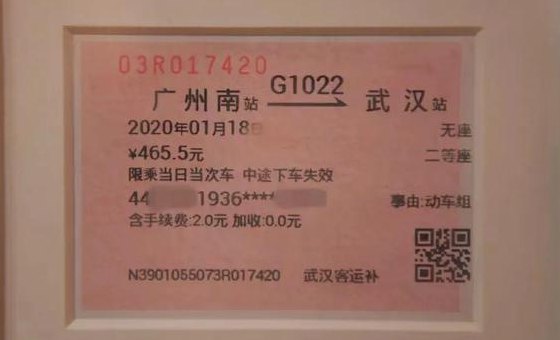 03R017420
广州南站 G1022 武汉站
2020年01月18日
无座
¥465.5元
二等座
限乘当日当次车 中途下车失效
44 1936****
事由:动车组
含手续费:2.0元 加收:0.0元
N3901055073R017420 武汉客运补